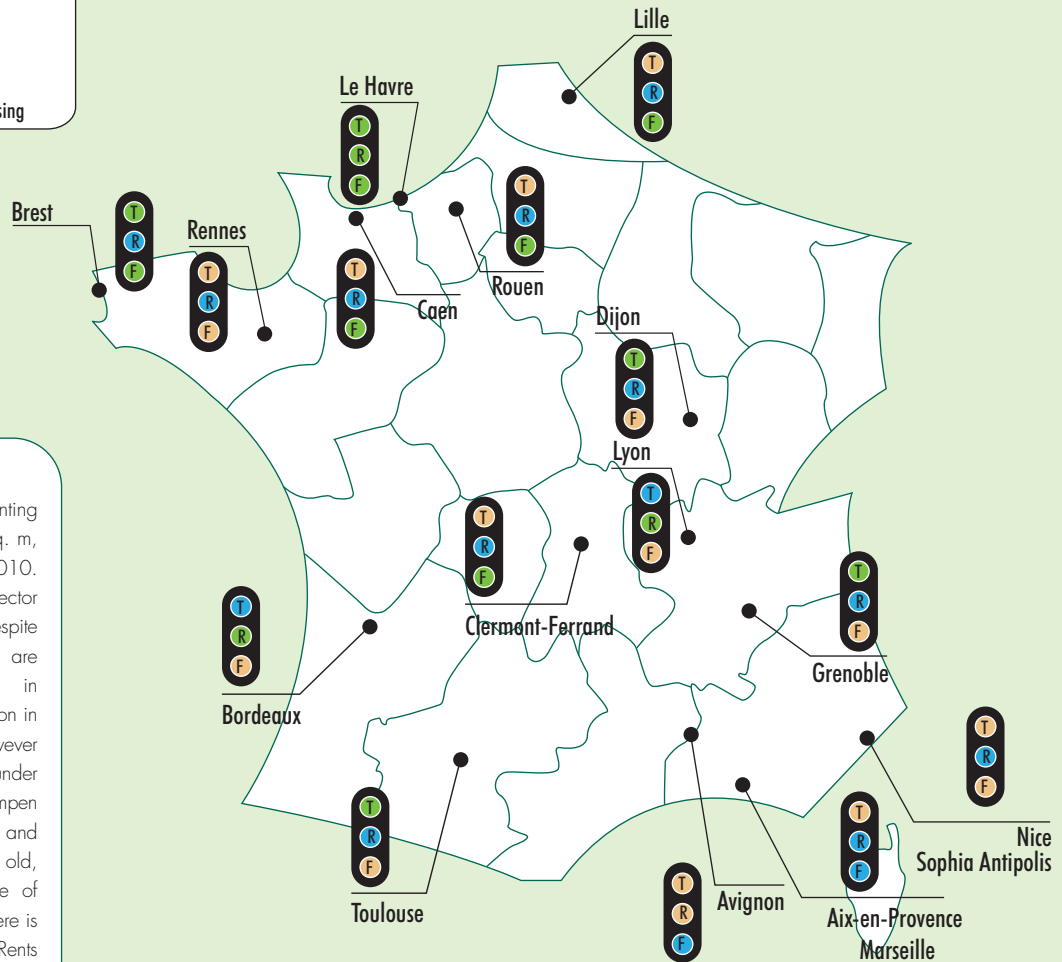 sing
Lille
T
R
F
Le Havre
T
R
F
Brest
T
R
F
Rennes
T
R
F
Rouen
T
R
F
Caen
T
R
F
Dijon
T
R
F
Lyon
T
R
F
Clermont-Ferrand
T
R
F
Grenoble
T
R
F
Bordeaux
T
R
F
Toulouse
T
R
F
Avignon
T
R
F
Aix-en-Provence
Marseille
T
R
F
Nice
Sophia Antipolis
T
R
F
nting
q. m,
010.
ector
espite
are
in
on in
vever
under
mpen
and
old,
e of
ere is
Rents